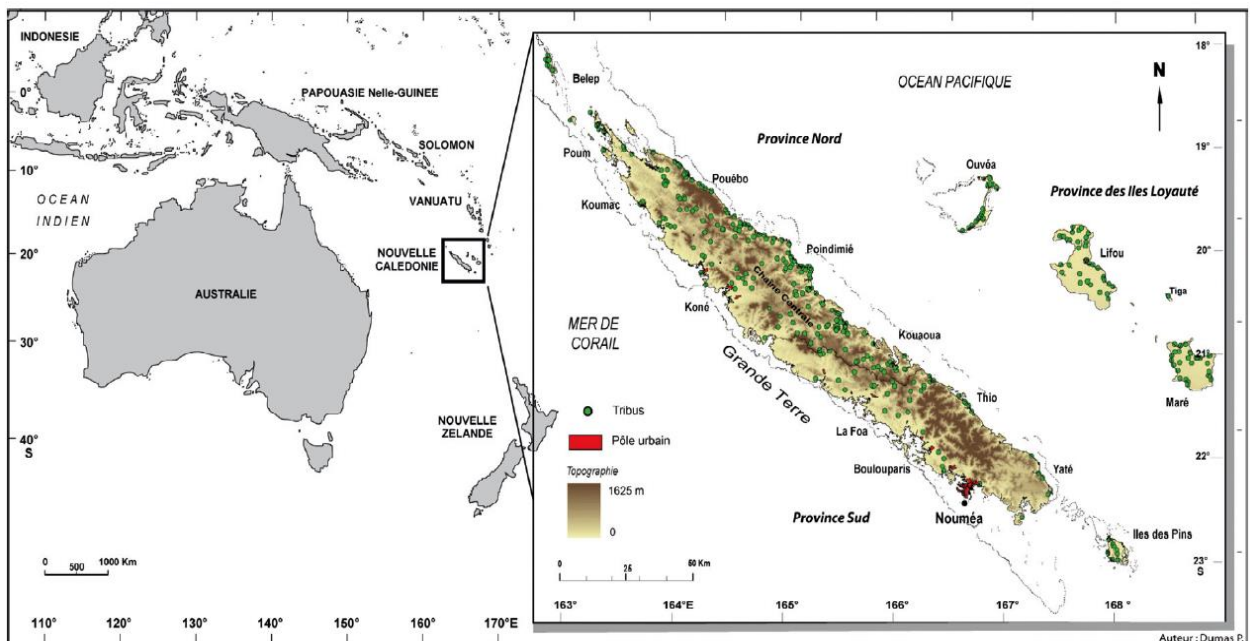 INDONESIE
0°
10°
20°
30°
40°
S
OCEAN
INDIEN
PAPOUASIE Nelle-GUINEE
SOLOMON
VANUATU
NOUVELLE
CALEDONIE
AUSTRALIE
NOUVELLE
ZELANDE
0 500 1000 Km
110° 120° 130° 140° 150° 160° 170°E
OCEAN PACIFIQUE
N
Belep
Province Nord
Poum
Pouébo
Ouvéa
Province des Iles Loyauté
Koumac
Poindimié
Lifou
Tiga
Chaîne Centrale
Koné
MER DE
CORAIL
Kouaoua
Grande Terre
Maré
Thio
La Foa
Boulouparis
Yaté
Nouméa
Province Sud
Iles des Pins
Tribus
Pôle urbain
Topographie
1625 m
0
0 25 50 Km
18°
19°
20°
21°
22°
23°
S
163° 164°E 165° 166° 167° 168°
Auteur : Dumas P.